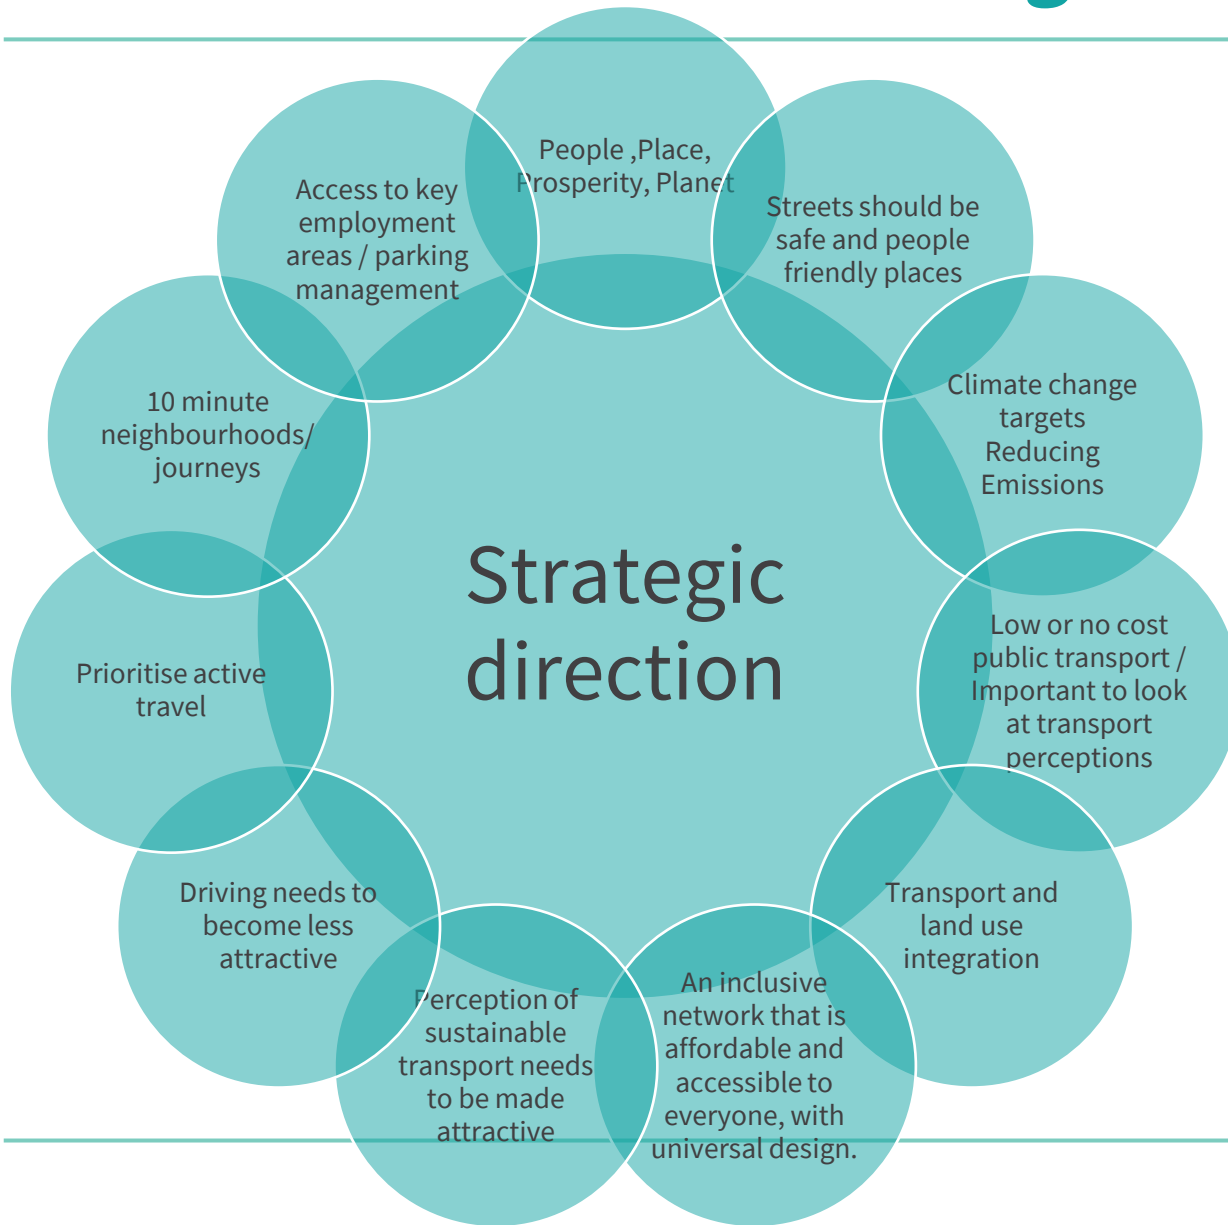 People ,Place,
Prosperity, Planet
Streets should be
safe and people
friendly places
Climate change
targets
Reducing
Emissions
Low or no cost
public transport /
Important to look
at transport
perceptions
Transport and
land use
integration
An inclusive
network that is
affordable and
accessible to
everyone, with
universal design.
Perception of
sustainable
transport needs
to be made
attractive
Driving needs to
become less
attractive
Prioritise active
travel
10 minute
neighbourhoods/
journeys
Access to key
employment
areas / parking
management
Strategic
direction